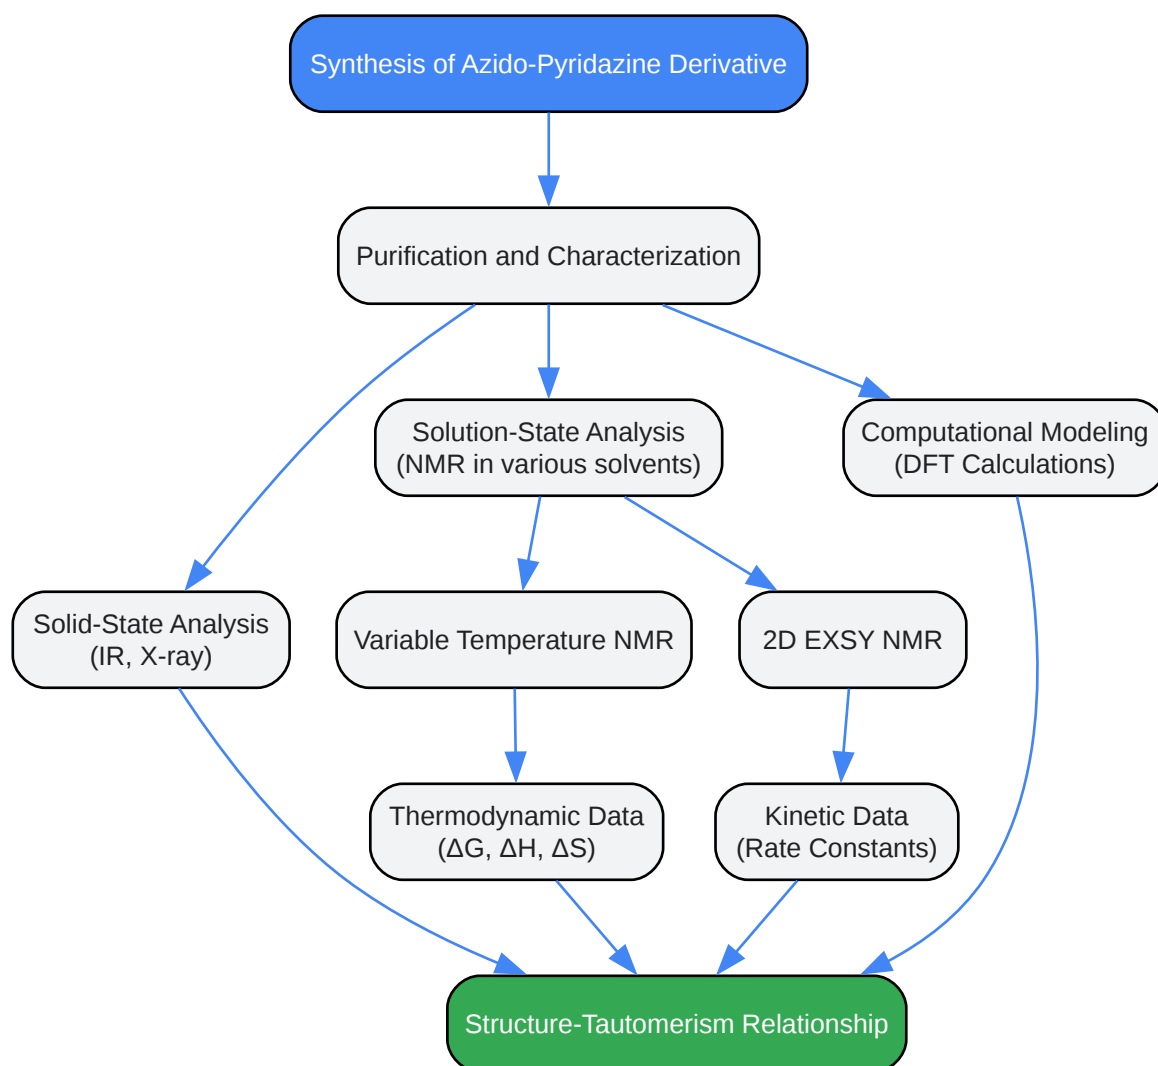 Synthesis of Azido-Pyridazine Derivative
Purification and Characterization
Solution-State Analysis
(NMR in various solvents)
Computational Modeling
(DFT Calculations)
Solid-State Analysis
(IR, X-ray)
Variable Temperature NMR
2D EXSY NMR
Thermodynamic Data
(ΔG, ΔH, ΔS)
Kinetic Data
(Rate Constants)
Structure-Tautomerism Relationship